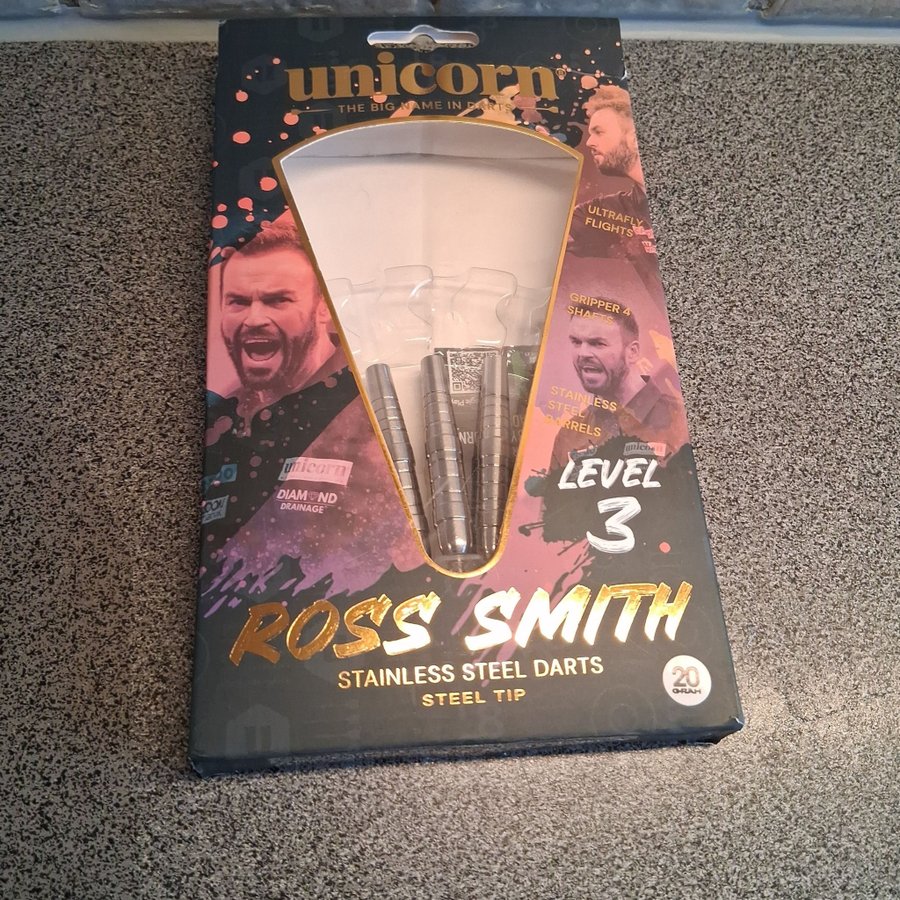 unicorn®
THE BIG NAME IN DARTS
ULTRAFLY
FLIGHTS
GRIPPER 4
SHAFTS
STAINLESS
STEEL
BARRELS
unicorn
LEVEL
3
unicorn
DIAMOND
DRAINAGE
ROSS SMITH
STAINLESS STEEL DARTS
STEEL TIP
20
GRAM